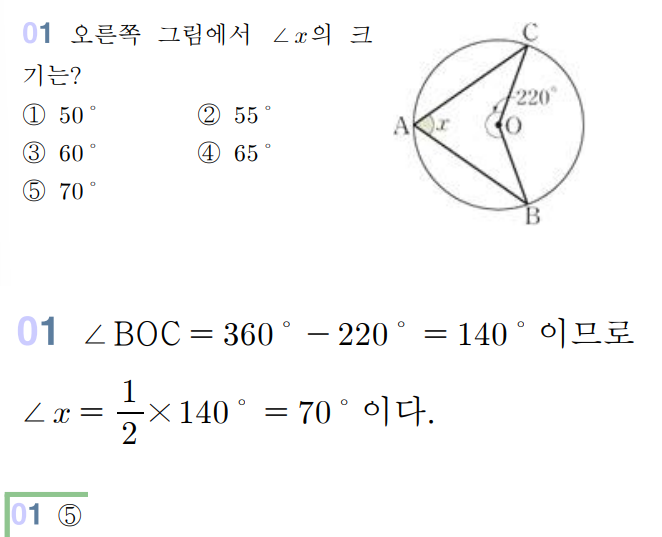 01 오른쪽 그림에서 ∠x의 크
기는?
① 50° ② 55°
③ 60° ④ 65°
⑤ 70°
C
220°
A x O
B
01 ∠BOC = 360° − 220° = 140° 이므로
∠x = 1/2 × 140° = 70° 이다.
01 ⑤